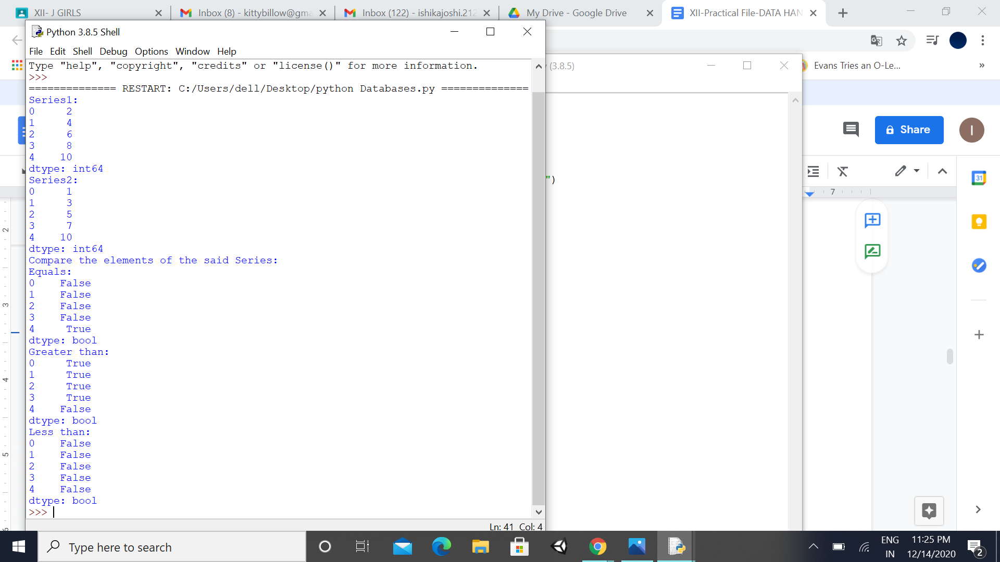 XII- J GIRLS
Inbox (8) - kittybillow@gma
Inbox (122) - ishikajoshi.212
My Drive - Google Drive
XII-Practical File-DATA HAN
Python 3.8.5 Shell
File Edit Shell Debug Options Window Help
(3.8.5)
Evans Tries an O-Le...
»
Type "help", "copyright", "credits" or "license()" for more information.
>>>
============== RESTART: C:/Users/dell/Desktop/python Databases.py ==============
Series1:
0 2
1 4
2 6
3 8
4 10
dtype: int64
Series2:
0 1
1 3
2 5
3 7
4 10
dtype: int64
Compare the elements of the said Series:
Equals:
0 False
1 False
2 False
3 False
4 True
dtype: bool
Greater than:
0 True
1 True
2 True
3 True
4 False
dtype: bool
Less than:
0 False
1 False
2 False
3 False
4 False
dtype: bool
>>>
Ln: 41 Col: 4
")
Share
I
31
7
2
3
4
5
Type here to search
ENG
IN
11:25 PM
12/14/2020
2